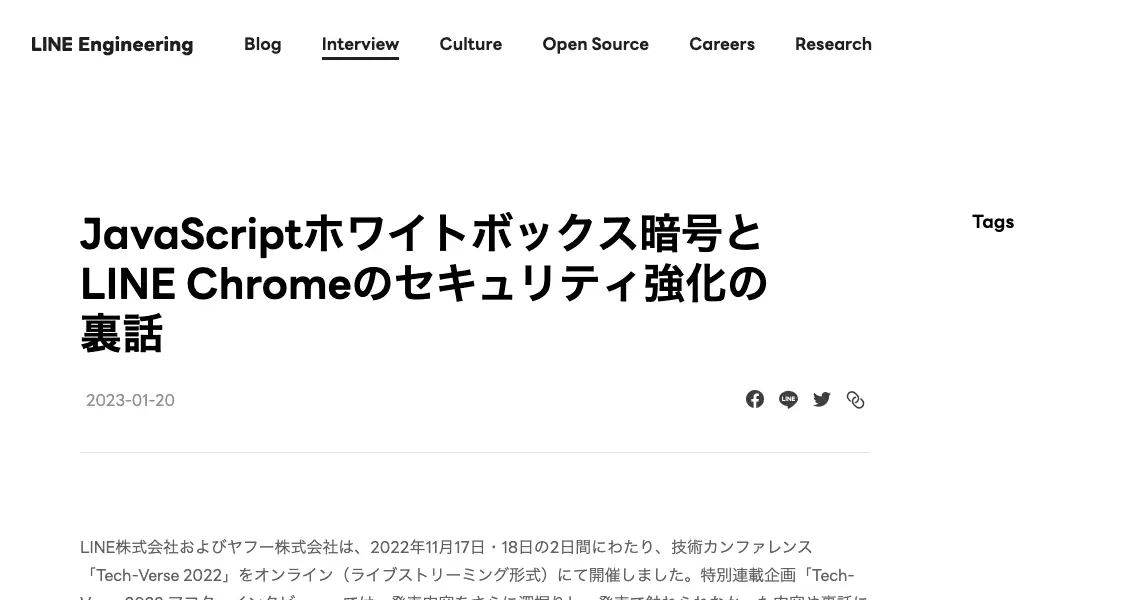 LINE Engineering
Blog
Interview
Culture
Open Source
Careers
Research
JavaScriptホワイトボックス暗号と
LINE Chromeのセキュリティ強化の
裏話
Tags
2023-01-20
LINE
LINE株式会社およびヤフー株式会社は、2022年11月17日・18日の2日間にわたり、技術カンファレンス
「Tech-Verse 2022」をオンライン（ライブストリーミング形式）にて開催しました。特別連載企画「Tech-